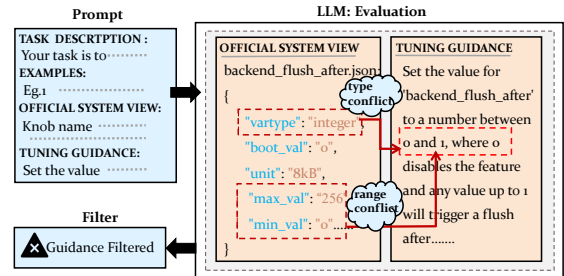 Prompt
TASK DESCRTPTION :
Your task is to
EXAMPLES:
Eg.1
OFFICIAL SYSTEM VIEW:
Knob name
TUNING GUIDANCE:
Set the value
Filter
Guidance Filtered
LLM: Evaluation
OFFICIAL SYSTEM VIEW
backend_flush_after.json:
{
"vartype": "integer"
"boot_val": "0",
"unit": "8kB",
"max_val": "256
"min_val": "0"......
}
type
conflict
range
conflict
TUNING GUIDANCE
Set the value for
'backend_flush_after'
to a number between
0 and 1, where 0
disables the feature
and any value up to 1
will trigger a flush
after.......